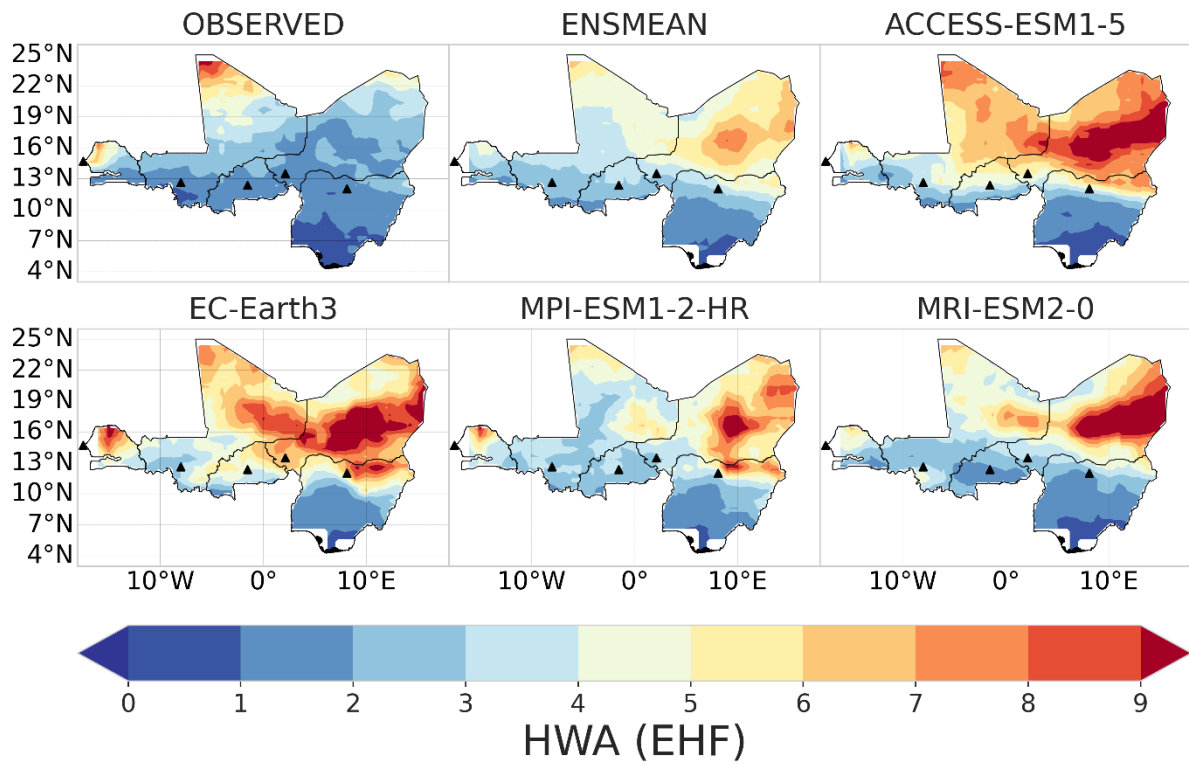 OBSERVED ENSMEAN ACCESS-ESM1-5
25°N
22°N
19°N
16°N
13°N
10°N
7°N
4°N
EC-Earth3 MPI-ESM1-2-HR MRI-ESM2-0
25°N
22°N
19°N
16°N
13°N
10°N
7°N
4°N
10°W 0° 10°E 10°W 0° 10°E 10°W 0° 10°E
0 1 2 3 4 5 6 7 8 9
HWA (EHF)